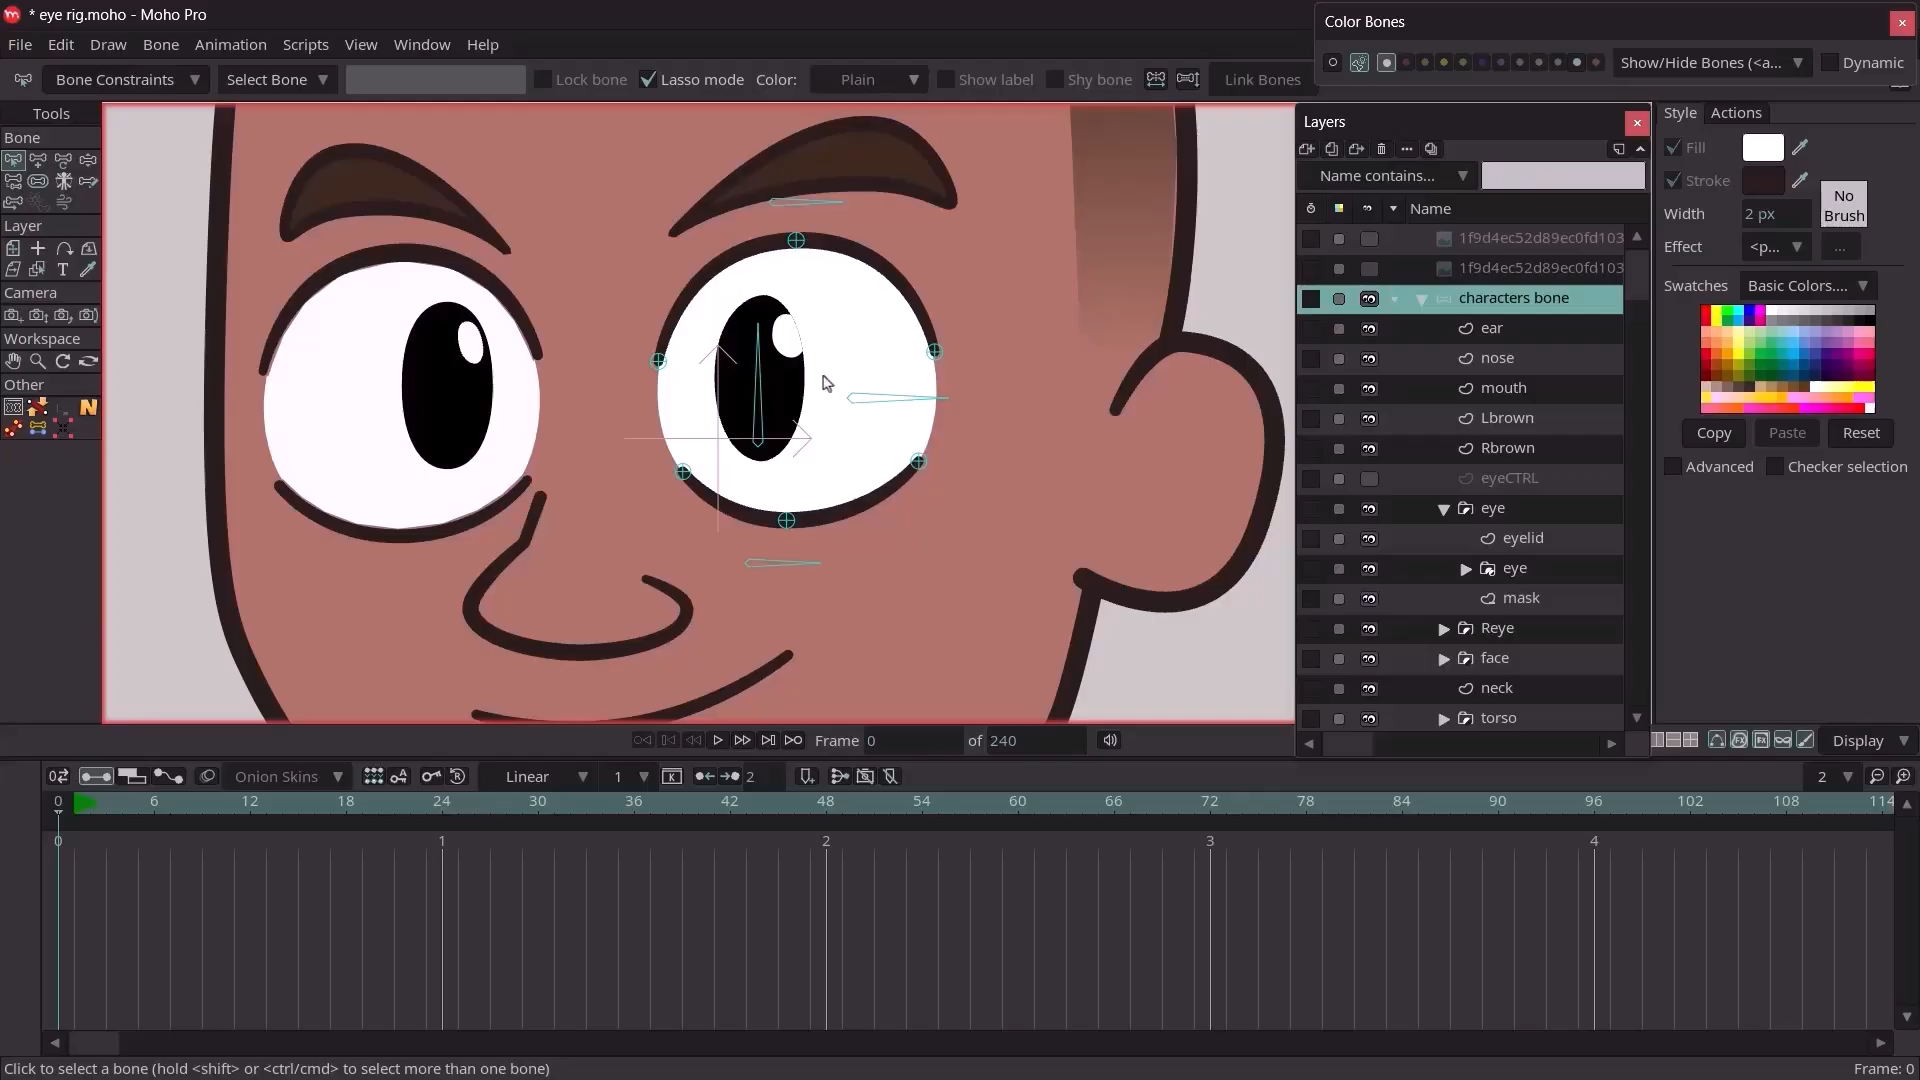 * eye rig.moho - Moho Pro
Color Bones
File Edit Draw Bone Animation Scripts View Window Help
Bone Constraints Select Bone Lock bone Lasso mode Color: Plain Show label Shy bone Link Bones
Show/Hide Bones (<a... Dynamic
Tools
Bone
Layer
Camera
Workspace
Other
Layers
Name contains...
Name
1f9d4ec52d89ec0fd103
1f9d4ec52d89ec0fd103
characters bone
ear
nose
mouth
Lbrown
Rbrown
eyeCTRL
eye
eyelid
eye
mask
Reye
face
neck
torso
Style Actions
Fill
Stroke
No Brush
Width 2 px
Effect <p... ...
Swatches Basic Colors....
Copy Paste Reset
Advanced Checker selection
Frame 0 of 240
Display
Onion Skins Linear 1 2
2
0 6 12 18 24 30 36 42 48 54 60 66 72 78 84 90 96 102 108 114
0 1 2 3 4
Click to select a bone (hold <shift> or <ctrl/cmd> to select more than one bone)
Frame: 0